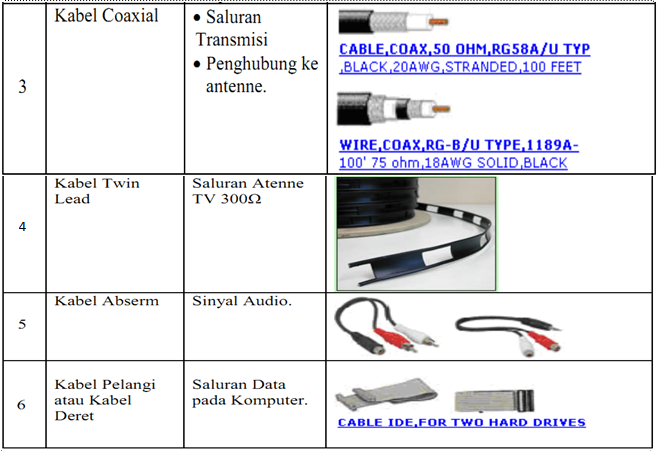 3
Kabel Coaxial
• Saluran
Transmisi
• Penghubung ke
antenne.
CABLE,COAX,50 OHM,RG58A/U TYP
,BLACK,20AWG,STRANDED,100 FEET
WIRE,COAX,RG-B/U TYPE,1189A-
100' 75 ohm,18AWG SOLID,BLACK
4
Kabel Twin
Lead
Saluran Atenne
TV 300Ω
5
Kabel Abserm
Sinyal Audio.
6
Kabel Pelangi
atau Kabel
Deret
Saluran Data
pada Komputer.
CABLE IDE,FOR TWO HARD DRIVES